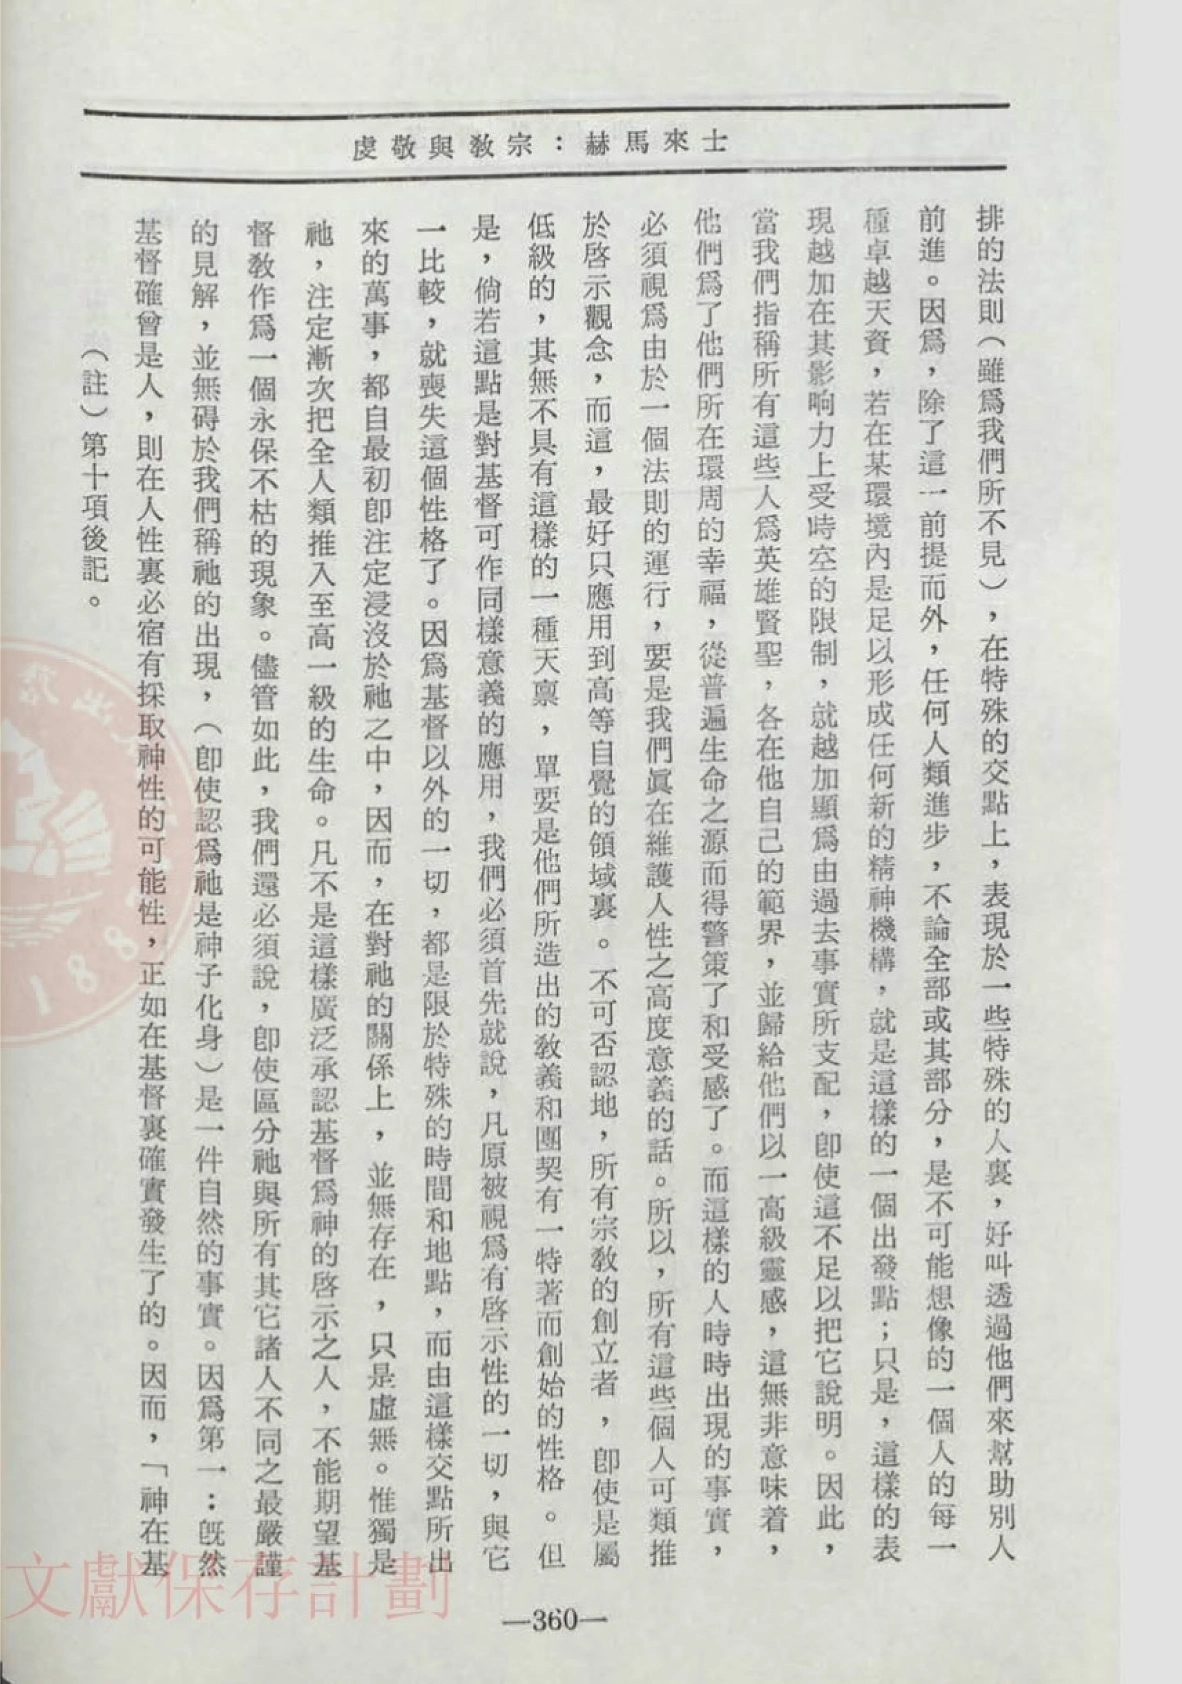 士來馬赫：宗教與敬虔
排的法則（雖爲我們所不見），在特殊的交點上，表現於一些特殊的人裏，好叫透過他們來幫助別人
前進。因爲，除了這一前提而外，任何人類進步，不論全部或其部分，是不可能想像的一個人的每一
種卓越天資，若在某環境內是足以形成任何新的精神機構，就是這樣的一個出發點；只是，這樣的表
現越加在其影响力上受時空的限制，就越加顯爲由過去事實所支配，卽使這不足以把它說明。因此，
當我們指稱所有這些人爲英雄賢聖，各在他自己的範界，並歸給他們以一高級靈感，這無非意味着，
他們爲了他們所在環周的幸福，從普遍生命之源而得警策了和受感了。而這樣的人時時出現的事實，
必須視爲由於一個法則的運行，要是我們眞在維護人性之高度意義的話。所以，所有這些個人可類推
於啓示觀念，而這，最好只應用到高等自覺的領域裏。不可否認地，所有宗教的創立者，卽使是屬
低級的，其無不具有這樣的一種天禀，單要是他們所造出的教義和團契有一特著而創始的性格。但
是，倘若這點是對基督可作同樣意義的應用，我們必須首先就說，凡原被視爲有啓示性的一切，與它
一比較，就喪失這個性格了。因爲基督以外的一切，都是限於特殊的時間和地點，而由這樣交點所出
來的萬事，都自最初卽注定浸沒於祂之中，因而，在對祂的關係上，並無存在，只是虛無。惟獨是
祂，注定漸次把全人類推入至高一級的生命。凡不是這樣廣泛承認基督爲神的啓示之人，不能期望基
督教作爲一個永保不枯的現象。儘管如此，我們還必須說，卽使區分祂與所有其它諸人不同之最嚴謹
的見解，並無碍於我們稱祂的出現，（卽使認爲祂是神子化身）是一件自然的事實。因爲第一：旣然
基督確曾是人，則在人性裏必宿有採取神性的可能性，正如在基督裏確實發生了的。因而，「神在基
（註）第十項後記。
—360—
文獻保存計劃
188